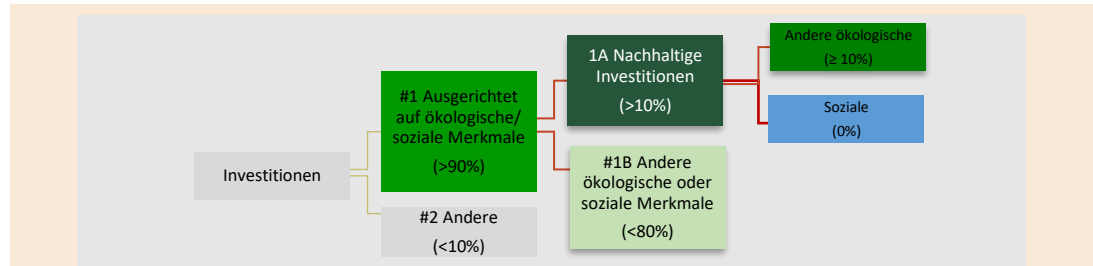 Investitionen
#1 Ausgerichtet
auf ökologische/
soziale Merkmale
(>90%)
#2 Andere
(<10%)
1A Nachhaltige
Investitionen
(>10%)
#1B Andere
ökologische oder
soziale Merkmale
(<80%)
Andere ökologische
(≥ 10%)
Soziale
(0%)